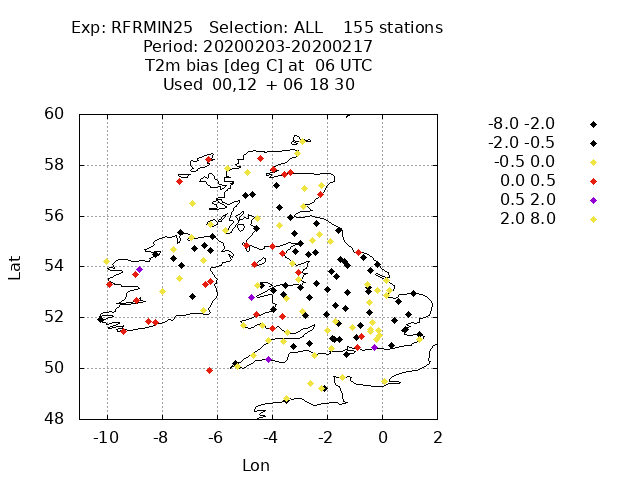 Exp: RFRMIN25 Selection: ALL 155 stations
Period: 20200203-20200217
T2m bias [deg C] at 06 UTC
Used 00,12 + 06 18 30
60
58
56
54
52
50
48
-10 -8 -6 -4 -2 0 2
Lat
Lon
-8.0 -2.0
-2.0 -0.5
-0.5 0.0
0.0 0.5
0.5 2.0
2.0 8.0